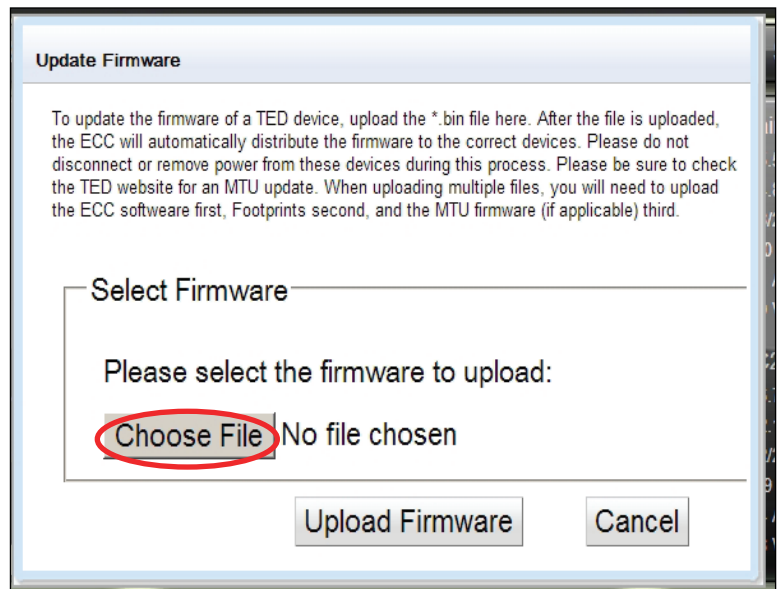 Update Firmware
To update the firmware of a TED device, upload the *.bin file here. After the file is uploaded,
the ECC will automatically distribute the firmware to the correct devices. Please do not
disconnect or remove power from these devices during this process. Please be sure to check
the TED website for an MTU update. When uploading multiple files, you will need to upload
the ECC softweare first, Footprints second, and the MTU firmware (if applicable) third.
Select Firmware
Please select the firmware to upload:
Choose File No file chosen
Upload Firmware Cancel